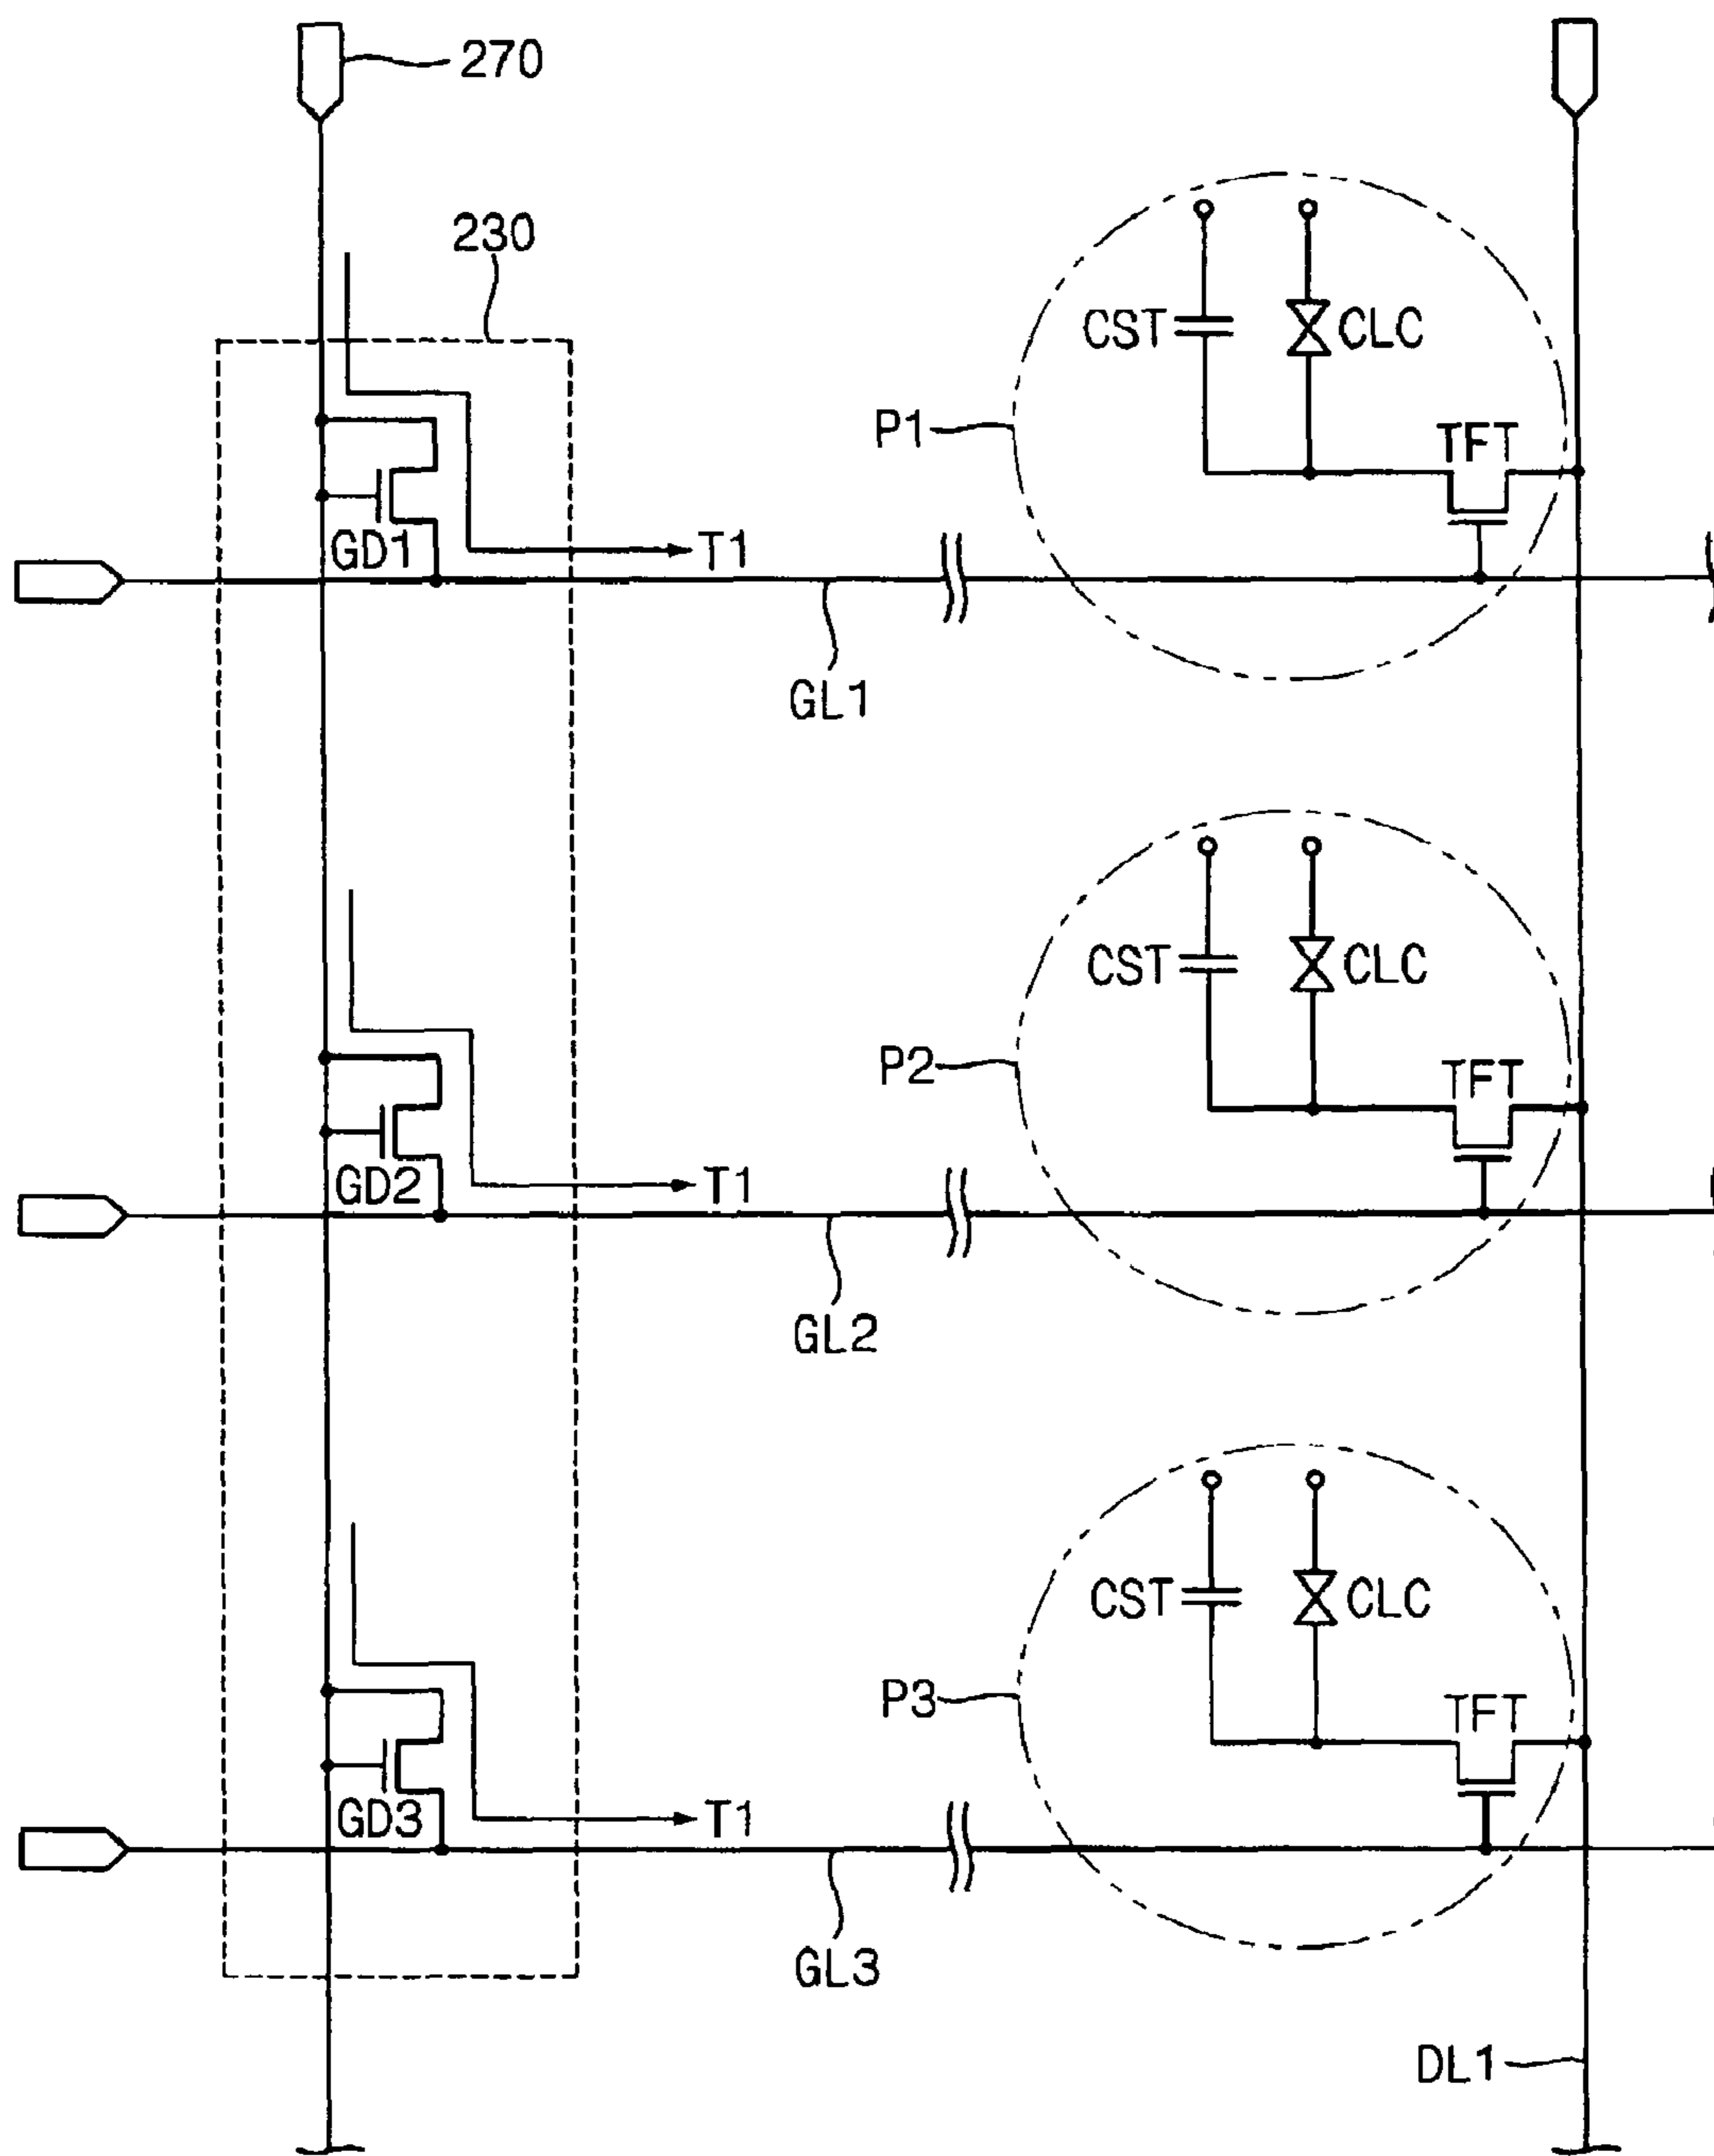 270
230
CST
CLC
P1
TFT
GD1
T1
GL1
CST
CLC
P2
TFT
GD2
T1
GL2
CST
CLC
P3
TFT
GD3
T1
GL3
DL1